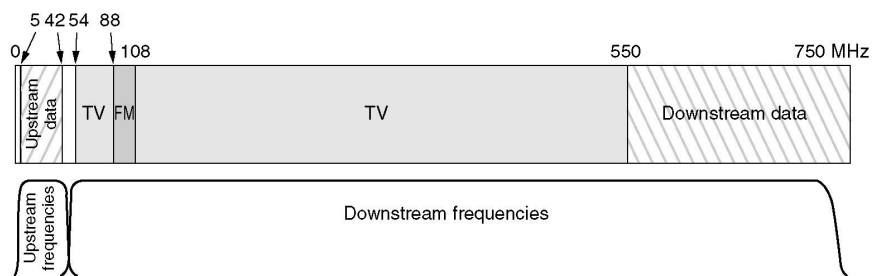 5 42 54 88
0 108 550 750 MHz
Upstream
data
TV
FM
TV
Downstream data
Upstream
frequencies
Downstream frequencies